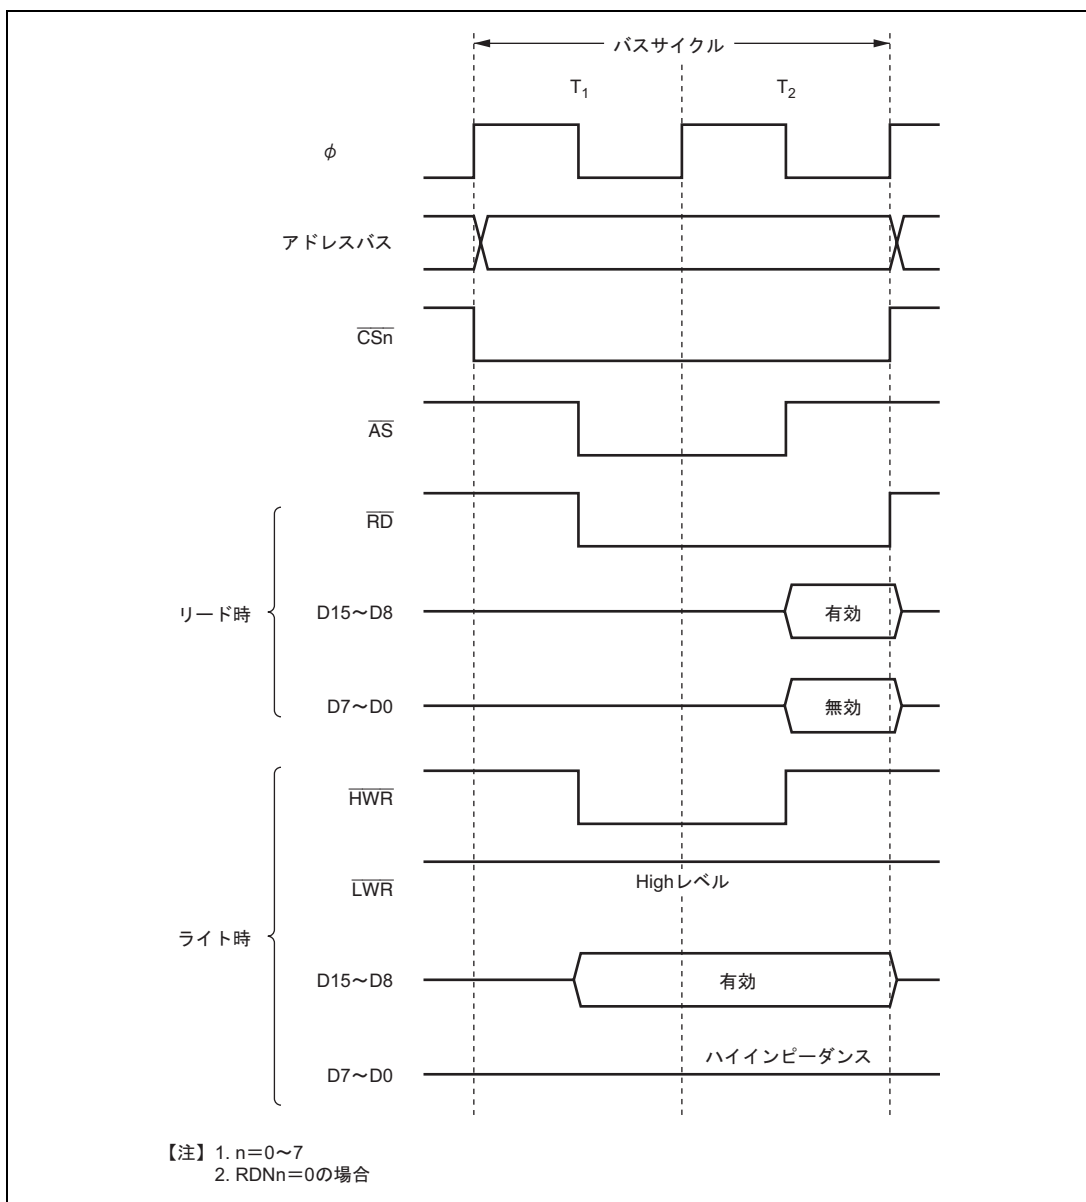 バスサイクル
T1 T2
φ
アドレスバス
CSn
AS
RD
リード時
D15～D8 有効
D7～D0 無効
HWR
LWR Highレベル
ライト時
D15～D8 有効
D7～D0 ハイインピーダンス
【注】 1. n＝0～7
2. RDNn＝0の場合